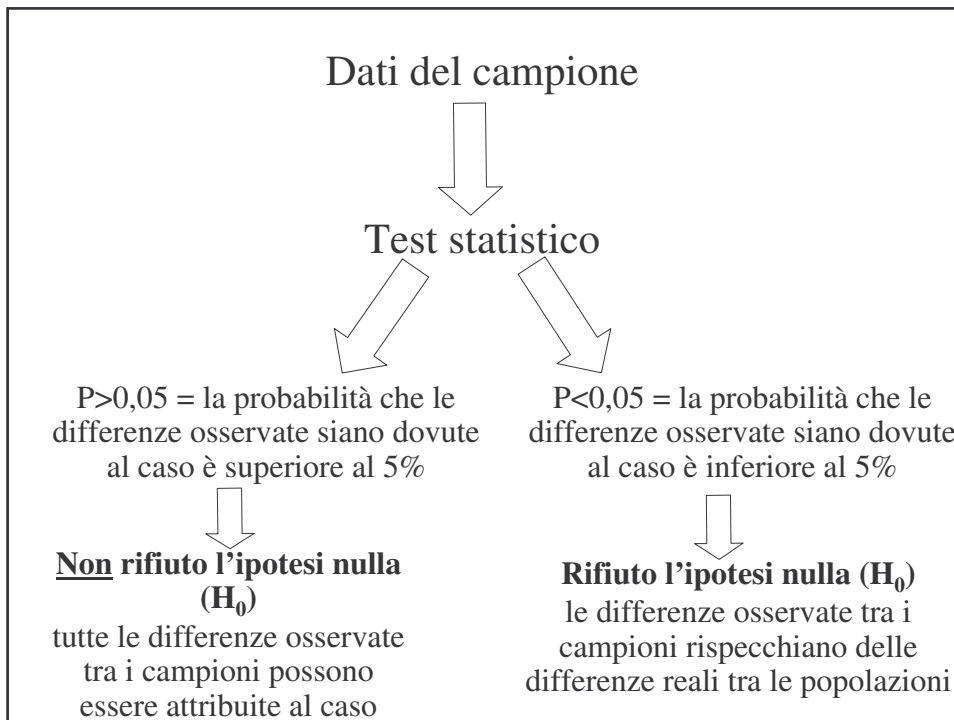 Dati del campione
Test statistico
P>0,05 = la probabilità che le
differenze osservate siano dovute
al caso è superiore al 5%
Non rifiuto l’ipotesi nulla
(H₀)
tutte le differenze osservate
tra i campioni possono
essere attribuite al caso
P<0,05 = la probabilità che le
differenze osservate siano dovute
al caso è inferiore al 5%
Rifiuto l’ipotesi nulla (H₀)
le differenze osservate tra i
campioni rispecchiano delle
differenze reali tra le popolazioni